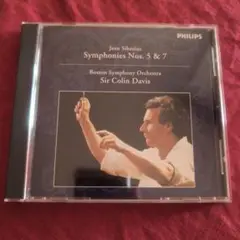 PHILIPS
Jean Sibelius
Symphonies Nos. 5 & 7
Boston Symphony Orchestra
Sir Colin Davis